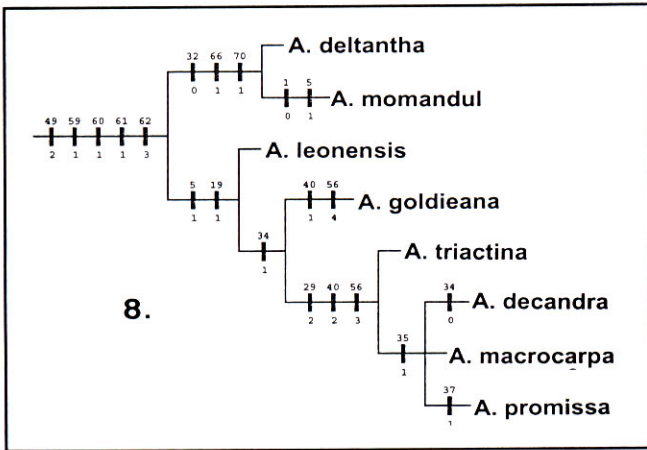 A. deltantha
32 66 70
0 1 1
1 5
A. momandul
0 1
49 59 60 61 62
2 1 1 1 3
A. leonensis
5 19
1 1
40 56
A. goldieana
1 4
34
1
A. triactina
29 40 56
2 2 3
8.
34
A. decandra
0
35
A. macrocarpa
1
37
A. promissa
1